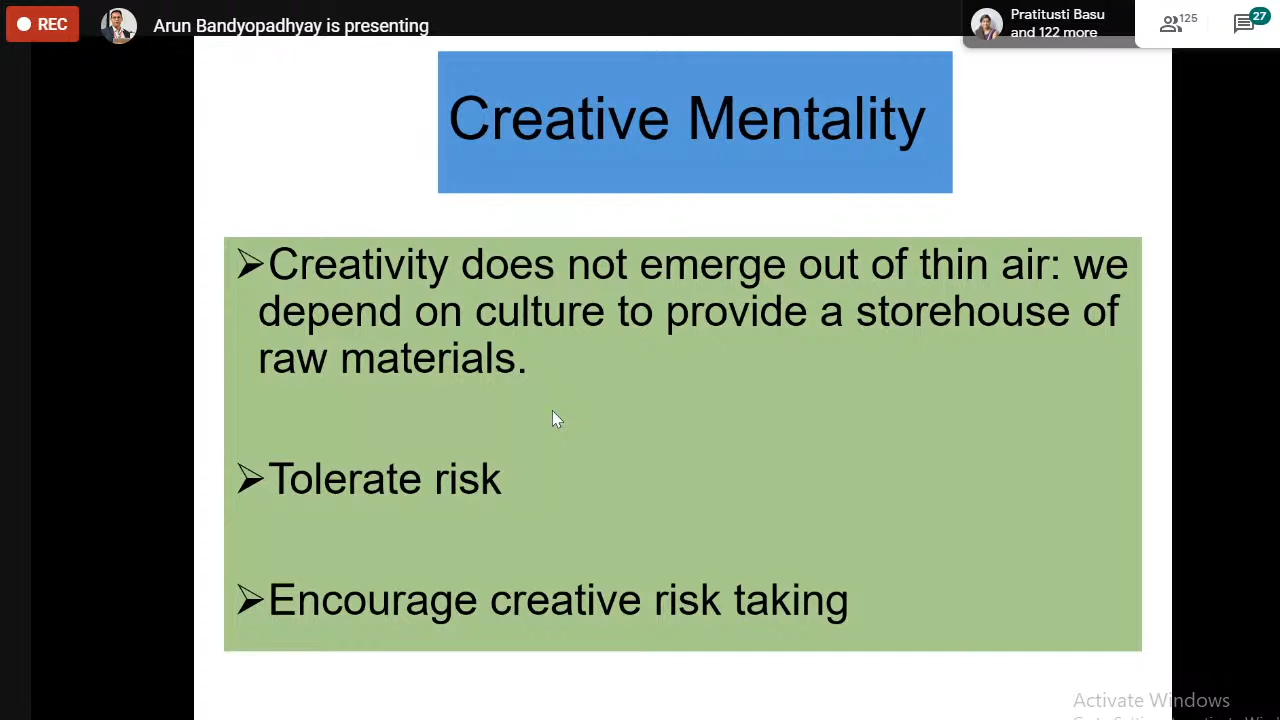 REC
Arun Bandyopadhyay is presenting
Pratitusti Basu
and 122 more
125
27
Creative Mentality
➢Creativity does not emerge out of thin air: we
depend on culture to provide a storehouse of
raw materials.
➢Tolerate risk
➢Encourage creative risk taking
Activate Windows